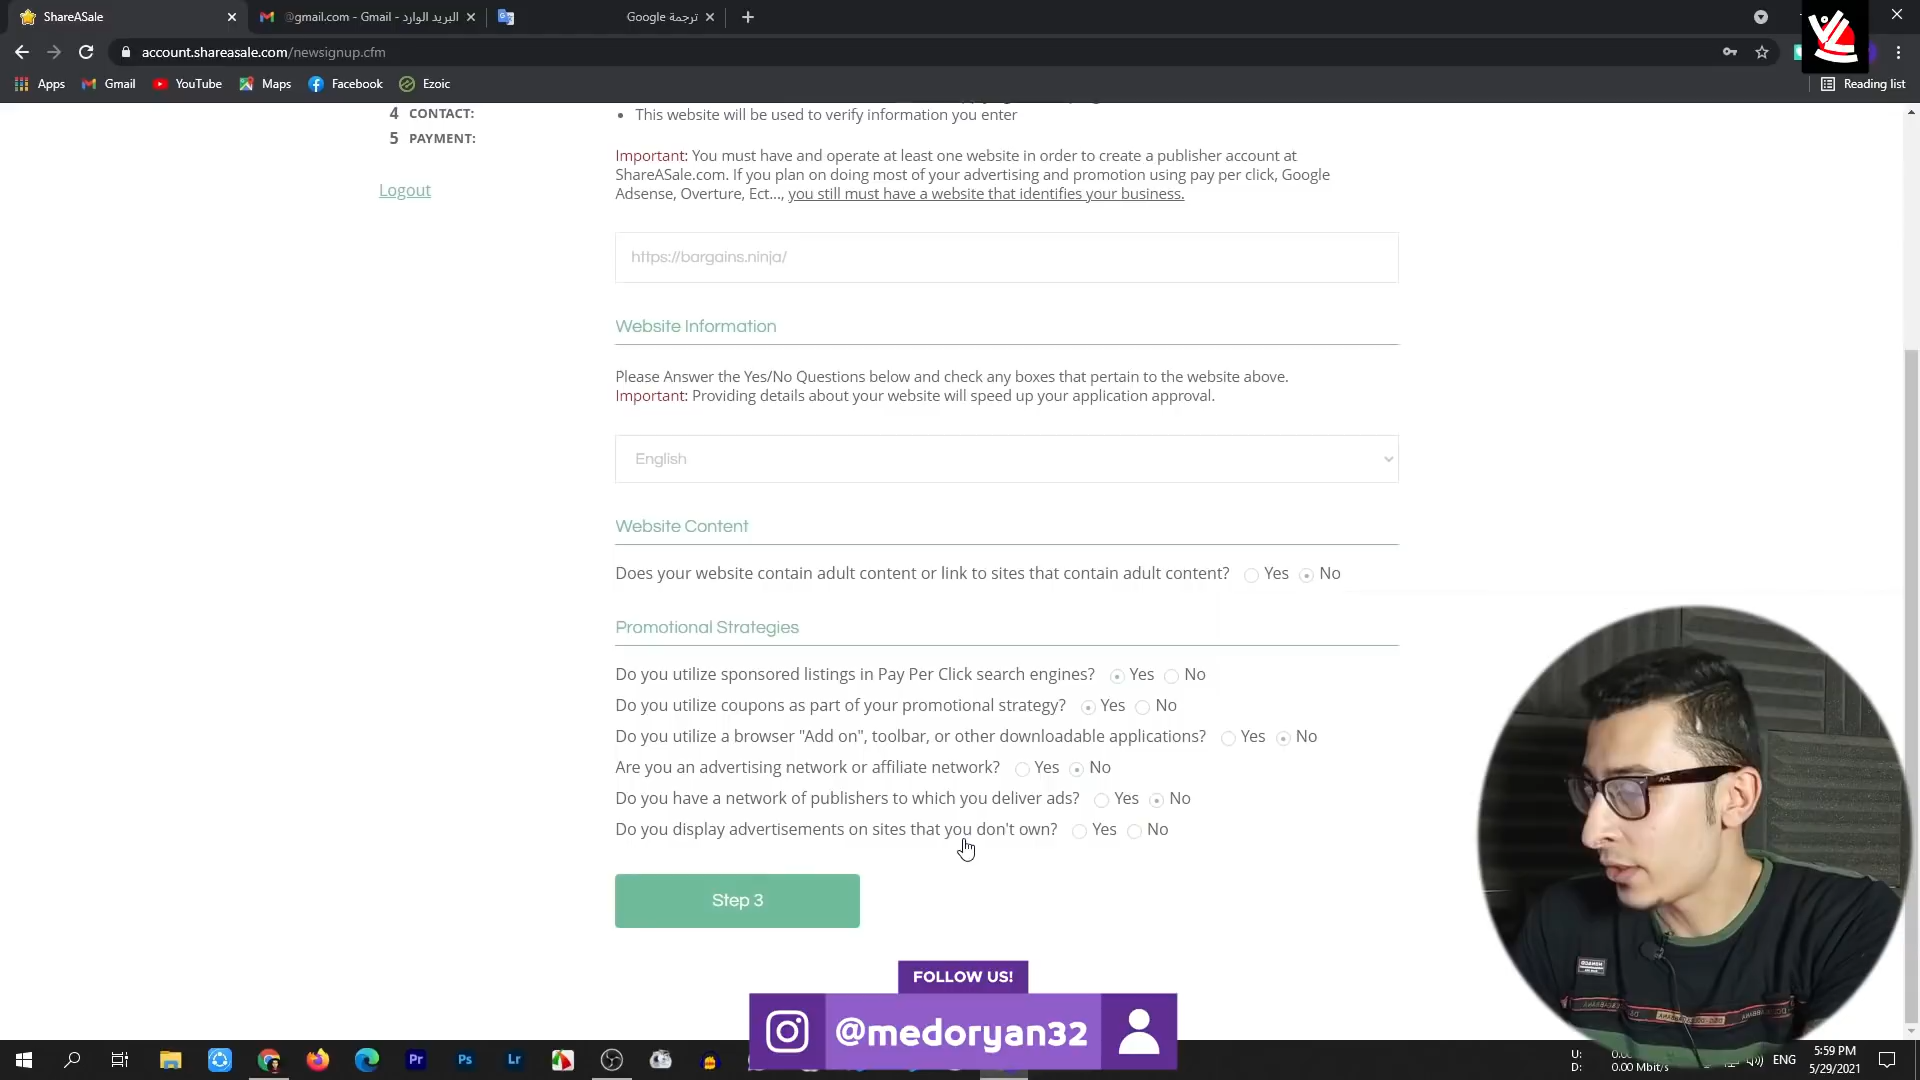 ShareASale
@gmail.com - Gmail - البريد الوارد
ترجمة Google
account.shareasale.com/newsignup.cfm
Apps
Gmail
YouTube
Maps
Facebook
Ezoic
Reading list
4 CONTACT:
5 PAYMENT:
Logout
This website will be used to verify information you enter
Important: You must have and operate at least one website in order to create a publisher account at
ShareASale.com. If you plan on doing most of your advertising and promotion using pay per click, Google
Adsense, Overture, Ect..., you still must have a website that identifies your business.
https://bargains.ninja/
Website Information
Please Answer the Yes/No Questions below and check any boxes that pertain to the website above.
Important: Providing details about your website will speed up your application approval.
English
Website Content
Does your website contain adult content or link to sites that contain adult content? Yes No
Promotional Strategies
Do you utilize sponsored listings in Pay Per Click search engines? Yes No
Do you utilize coupons as part of your promotional strategy? Yes No
Do you utilize a browser "Add on", toolbar, or other downloadable applications? Yes No
Are you an advertising network or affiliate network? Yes No
Do you have a network of publishers to which you deliver ads? Yes No
Do you display advertisements on sites that you don't own? Yes No
Step 3
FOLLOW US!
@medoryan32
Pr
Ps
Lr
U:
D: 0.00 Mbit/s
ENG
5:59 PM
5/29/2021